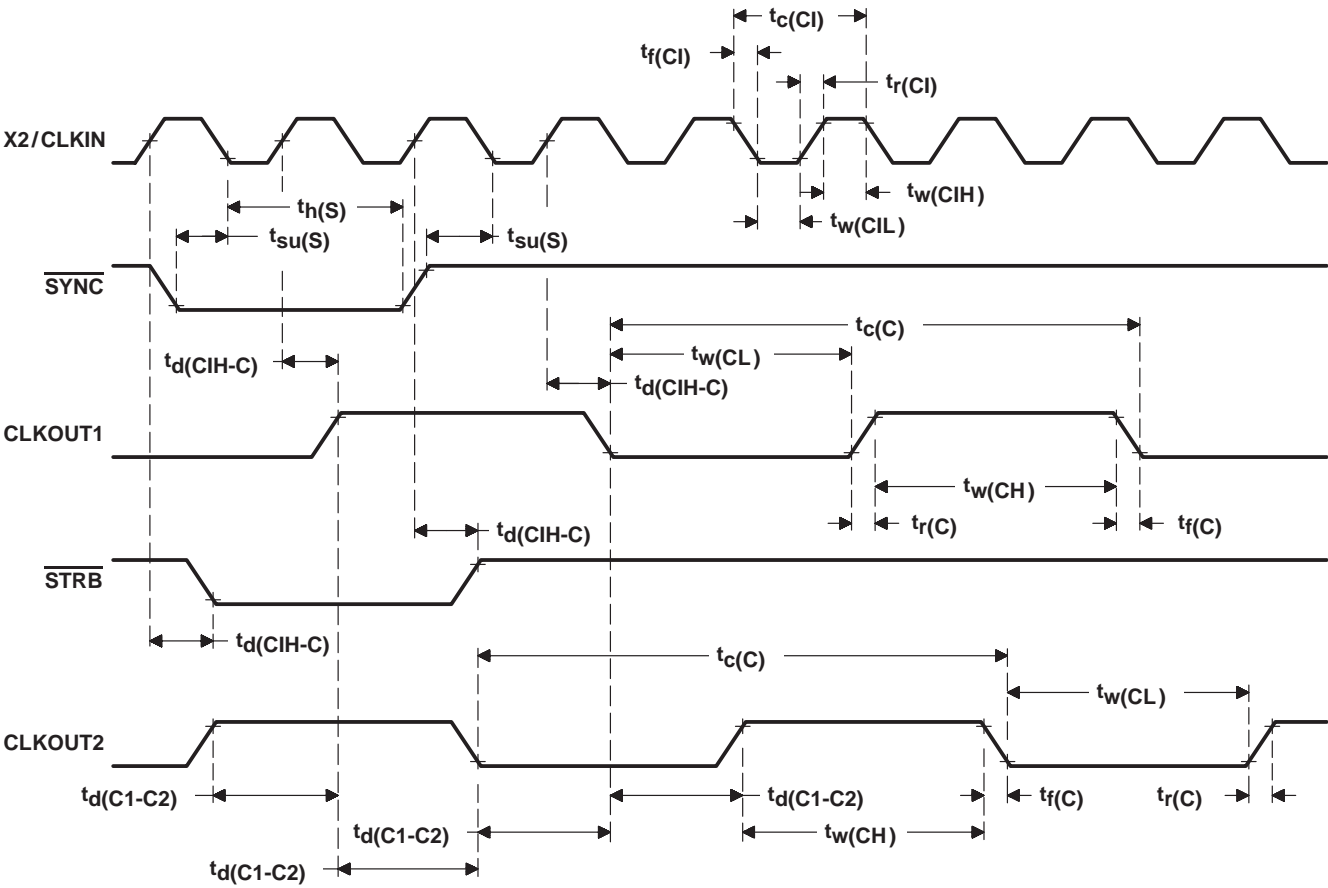 tc(CI)
tf(CI)
tr(CI)
X2/CLKIN
tw(CIH)
th(S)
tw(CIL)
tsu(S)
tsu(S)
SYNC
tc(C)
tw(CL)
td(CIH-C)
td(CIH-C)
CLKOUT1
tw(CH)
tr(C)
tf(C)
td(CIH-C)
STRB
td(CIH-C)
tc(C)
tw(CL)
CLKOUT2
td(C1-C2)
td(C1-C2)
tf(C)
tr(C)
td(C1-C2)
tw(CH)
td(C1-C2)